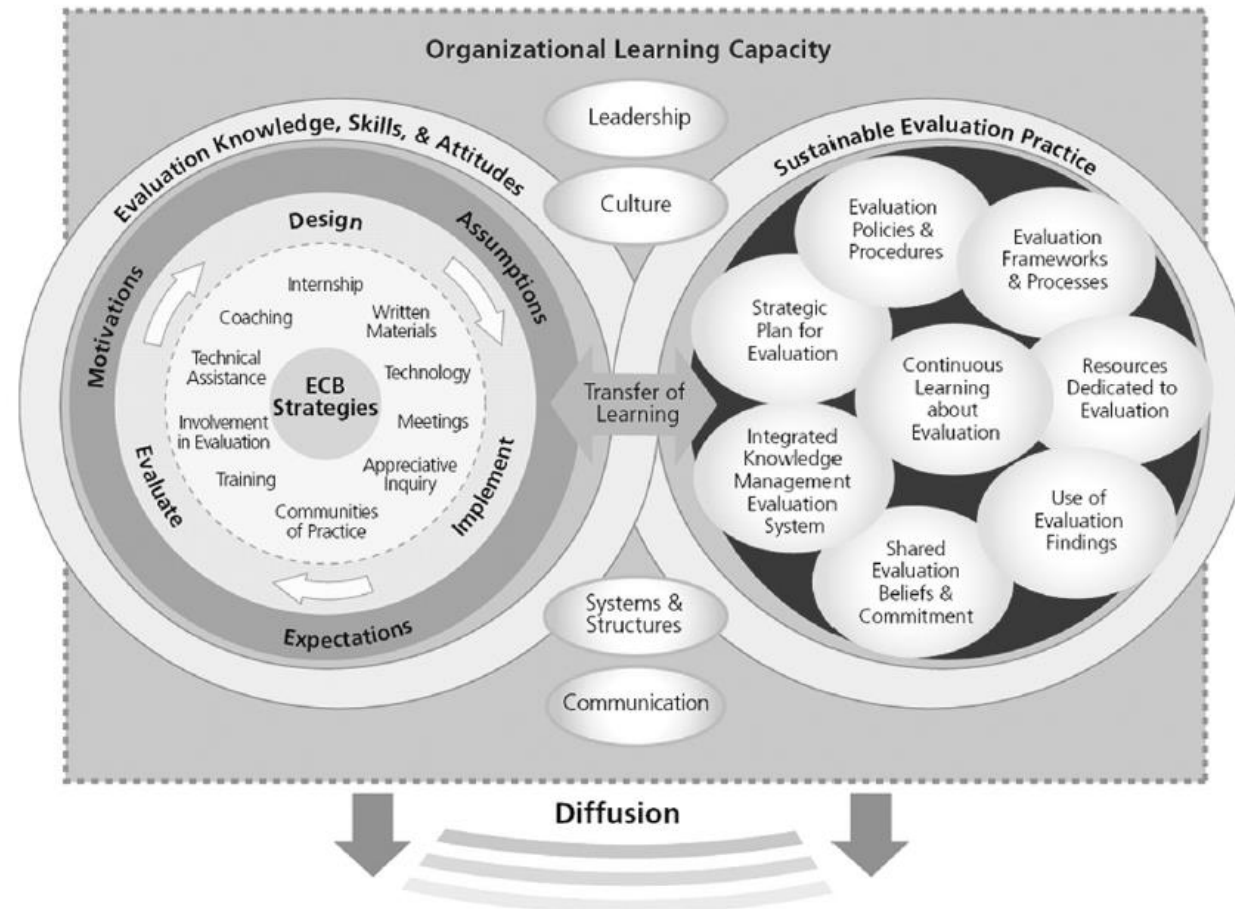 Organizational Learning Capacity
Leadership
Culture
Evaluation Knowledge, Skills, & Attitudes
Motivations
Assumptions
Expectations
Design
Implement
Evaluate
Internship
Coaching
Written
Materials
Technical
Assistance
Technology
ECB
Strategies
Involvement
in Evaluation
Meetings
Training
Appreciative
Inquiry
Communities
of Practice
Transfer of
Learning
Sustainable Evaluation Practice
Evaluation
Policies &
Procedures
Evaluation
Frameworks
& Processes
Strategic
Plan for
Evaluation
Continuous
Learning
about
Evaluation
Resources
Dedicated to
Evaluation
Integrated
Knowledge
Management
Evaluation
System
Use of
Evaluation
Findings
Shared
Evaluation
Beliefs &
Commitment
Systems &
Structures
Communication
Diffusion